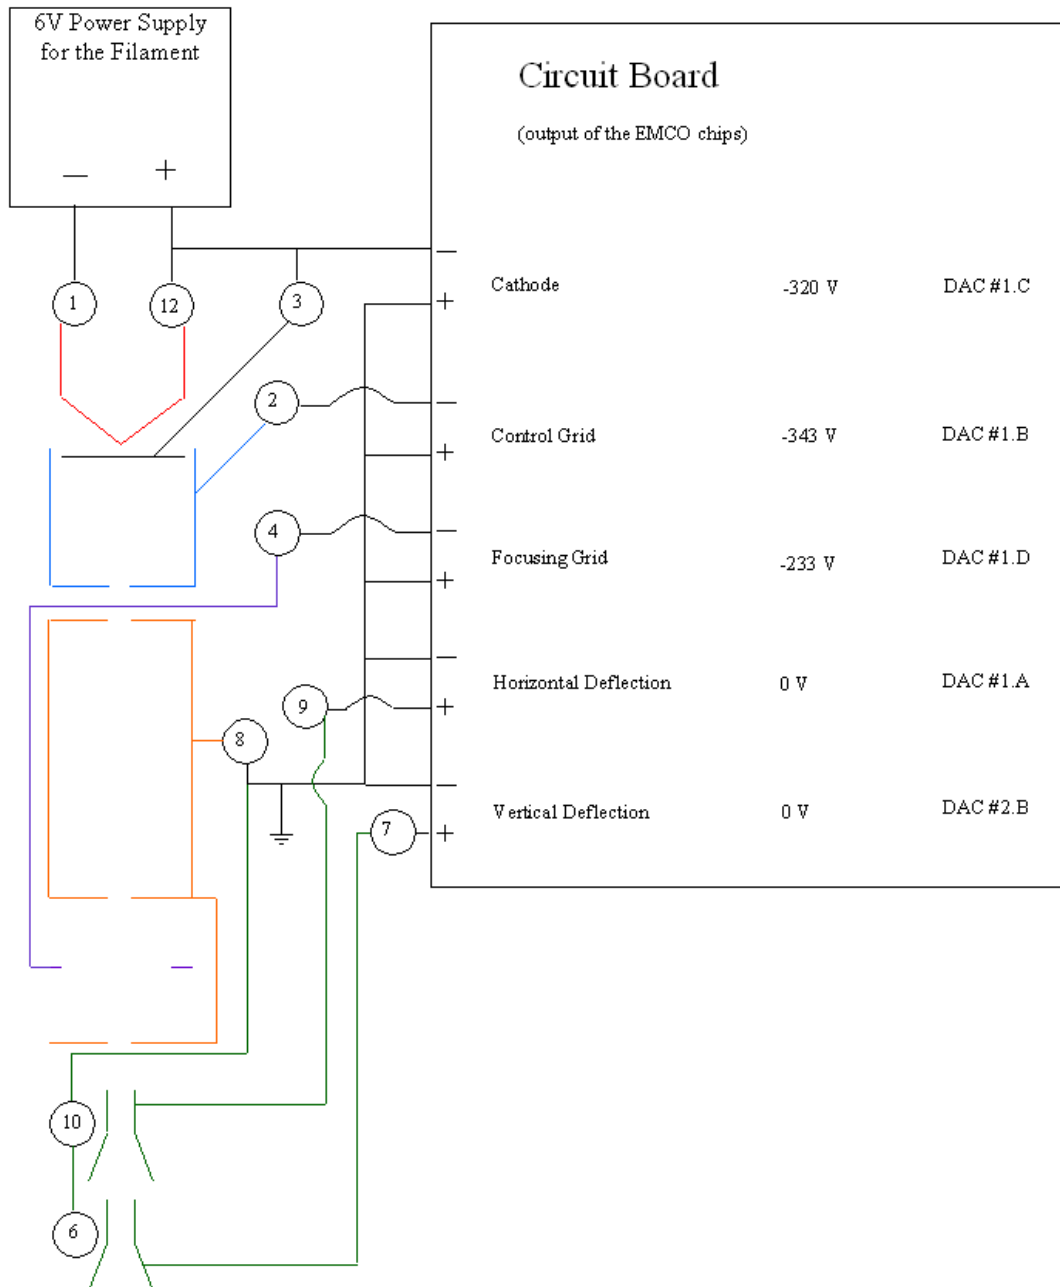 6V Power Supply
for the Filament
— +
Circuit Board
(output of the EMCO chips)
—
Cathode -320 V DAC #1.C
+
1
12
3
2
—
Control Grid -343 V DAC #1.B
+
4
—
Focusing Grid -233 V DAC #1.D
+
—
Horizontal Deflection 0 V DAC #1.A
9
+
8
—
Vertical Deflection 0 V DAC #2.B
7
+
10
6